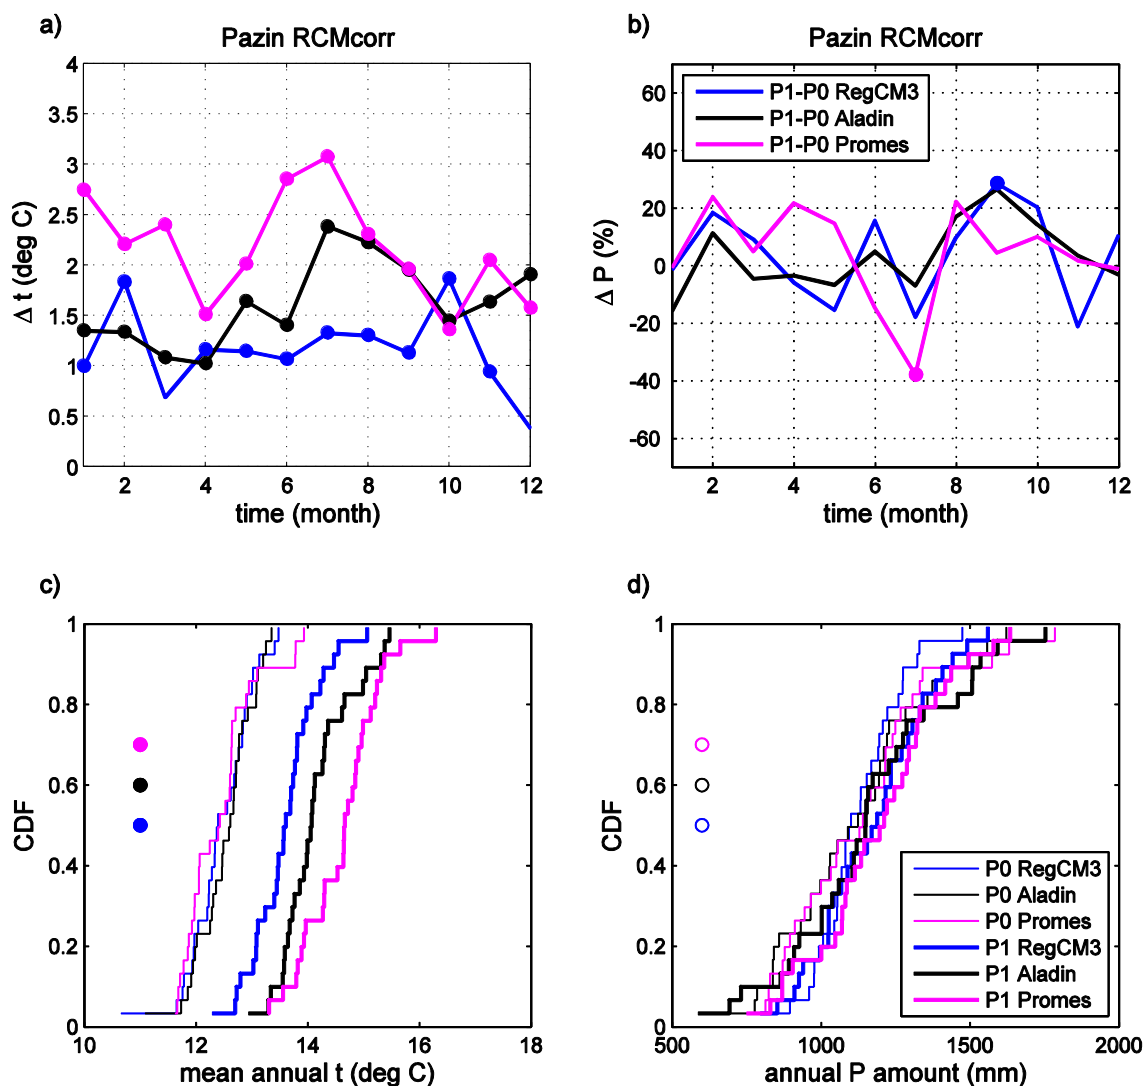 a)
Pazin RCMcorr
4
3.5
3
2.5
2
1.5
1
0.5
0
Δ t (deg C)
2 4 6 8 10 12
time (month)
b)
Pazin RCMcorr
P1-P0 RegCM3
P1-P0 Aladin
P1-P0 Promes
60
40
20
0
-20
-40
-60
Δ P (%)
2 4 6 8 10 12
time (month)
c)
1
0.8
0.6
0.4
0.2
0
CDF
10 12 14 16 18
mean annual t (deg C)
d)
1
0.8
0.6
0.4
0.2
0
CDF
P0 RegCM3
P0 Aladin
P0 Promes
P1 RegCM3
P1 Aladin
P1 Promes
500 1000 1500 2000
annual P amount (mm)